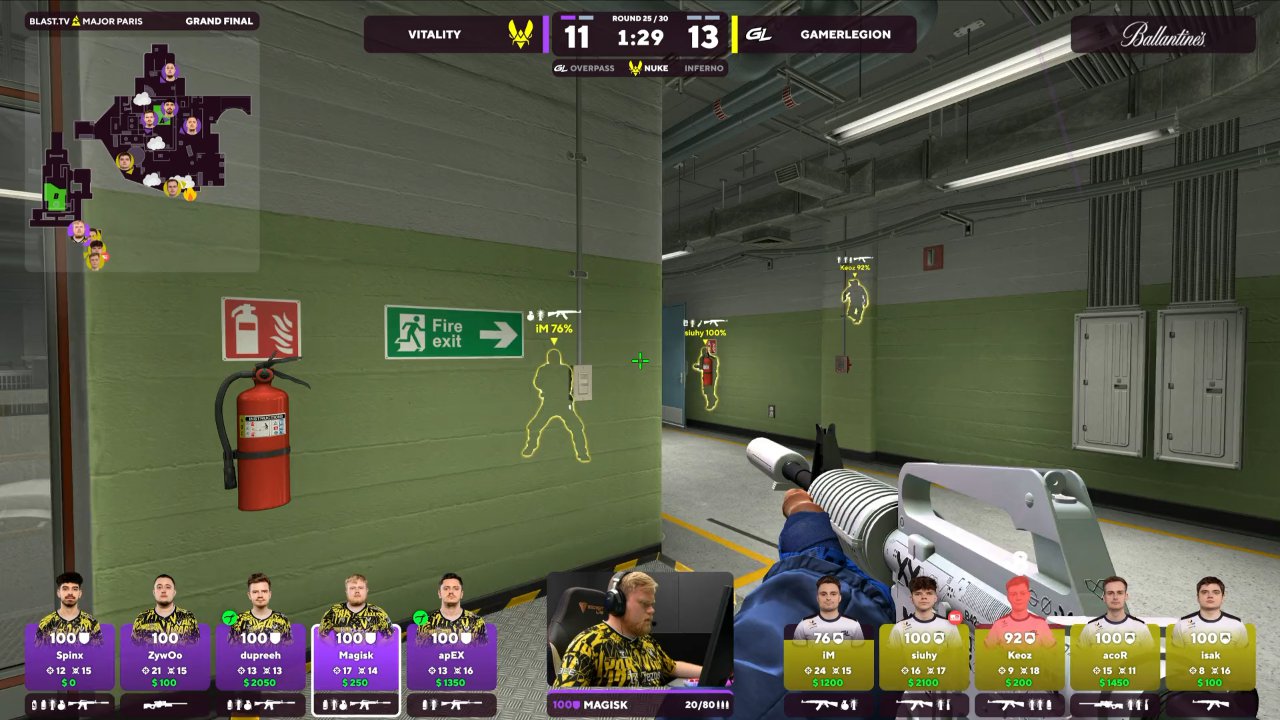 BLAST.TV MAJOR PARIS
GRAND FINAL
VITALITY
11
ROUND 25 / 30
1:29
13
GL
GAMERLEGION
GL OVERPASS
NUKE
INFERNO
Ballantine's
Keoz 92%
iM 76%
siuhy 100%
Fire
exit
INSTRUCTIONS
100
Spinx
12 15
$0
100
ZywOo
21 15
$100
100
dupreeh
13 13
$2050
100
Magisk
17 14
$250
100
apEX
13 16
$1350
100 MAGISK
20/80
76
iM
24 15
$1200
100
siuhy
16 17
$2100
92
Keoz
9 18
$200
100
acoR
15 11
$1450
100
isak
8 16
$100